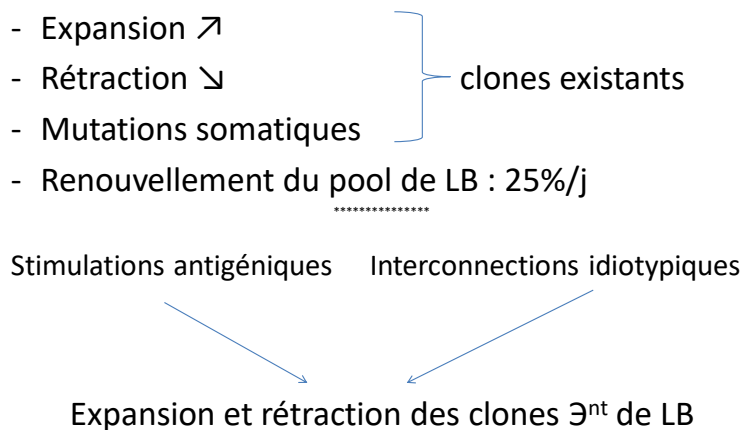 - Expansion ↗
- Rétraction ↘ clones existants
- Mutations somatiques
- Renouvellement du pool de LB : 25%/j
***************
Stimulations antigéniques Interconnections idiotypiques
Expansion et rétraction des clones Эnt de LB